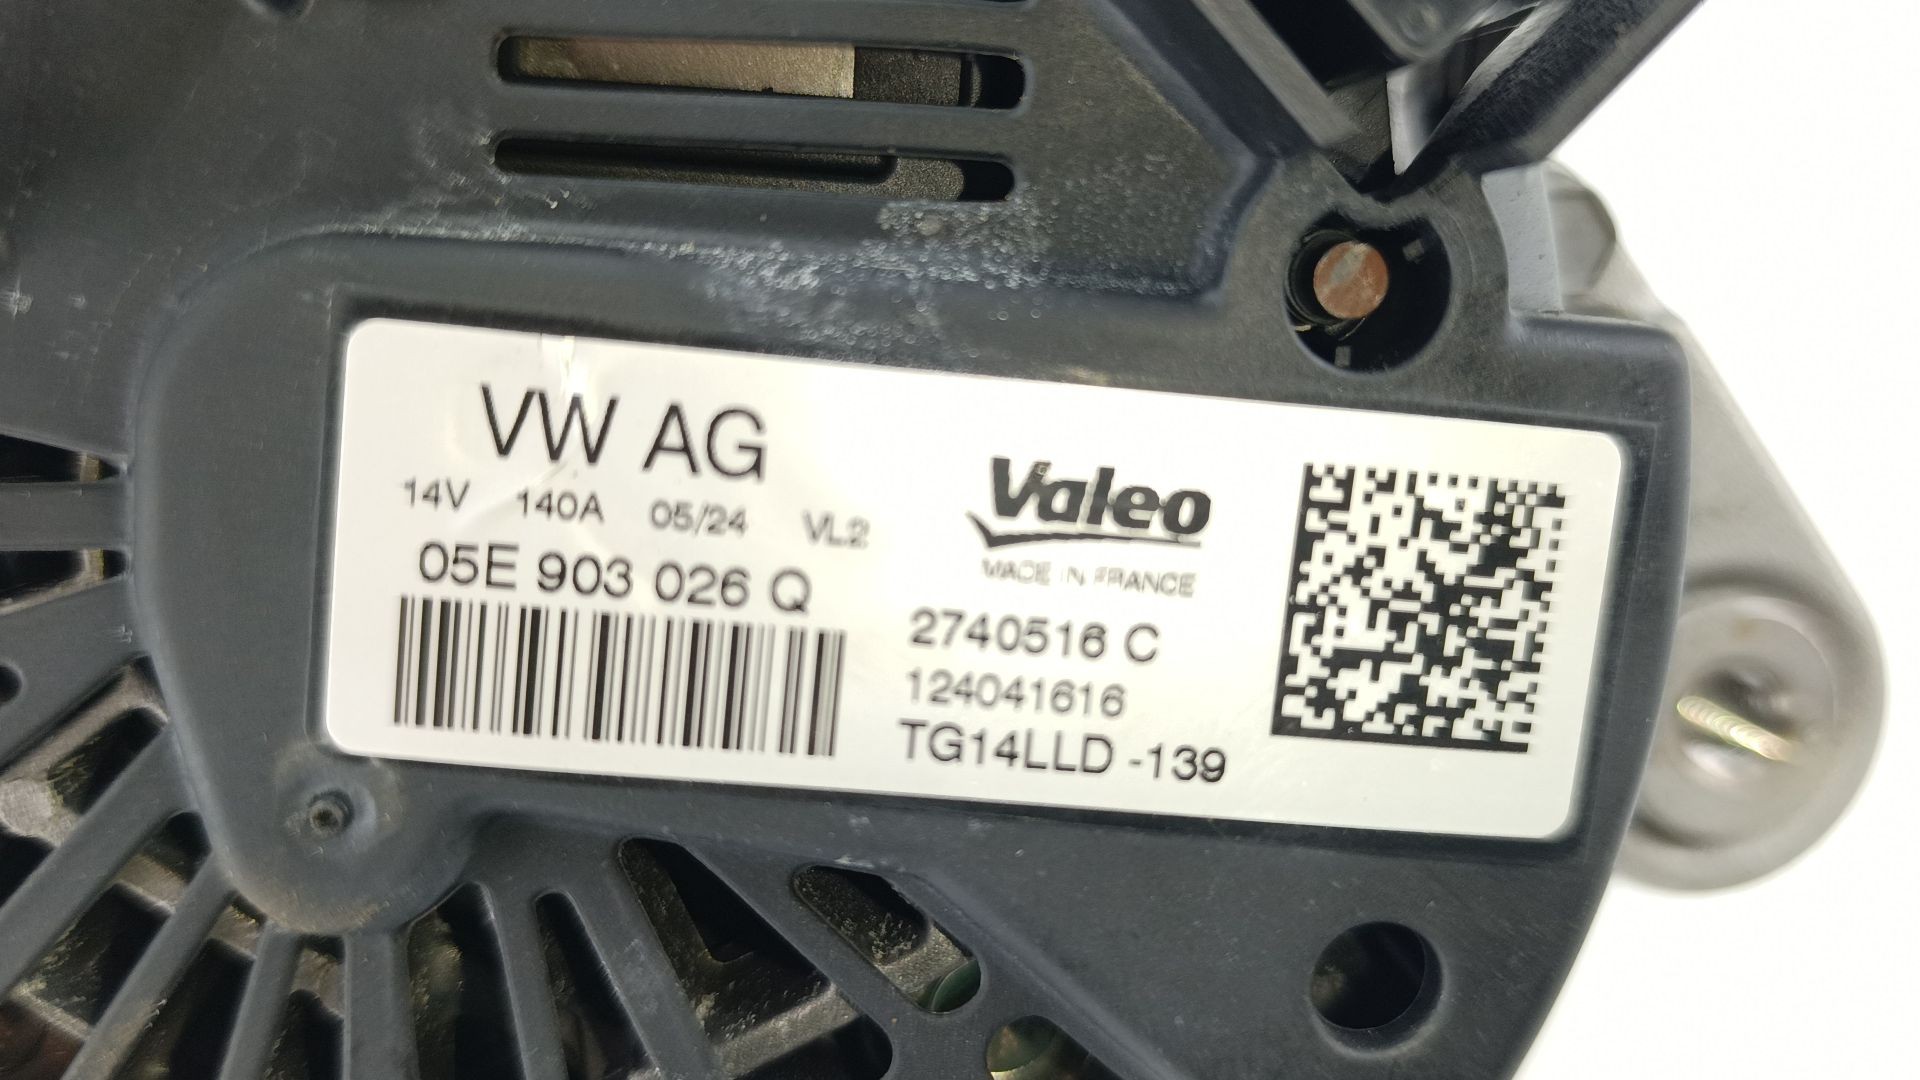 VW AG
14V 140A 05/24 VL2
05E 903 026 Q
Valeo
MADE IN FRANCE
2740516 C
124041616
TG14LLD -139